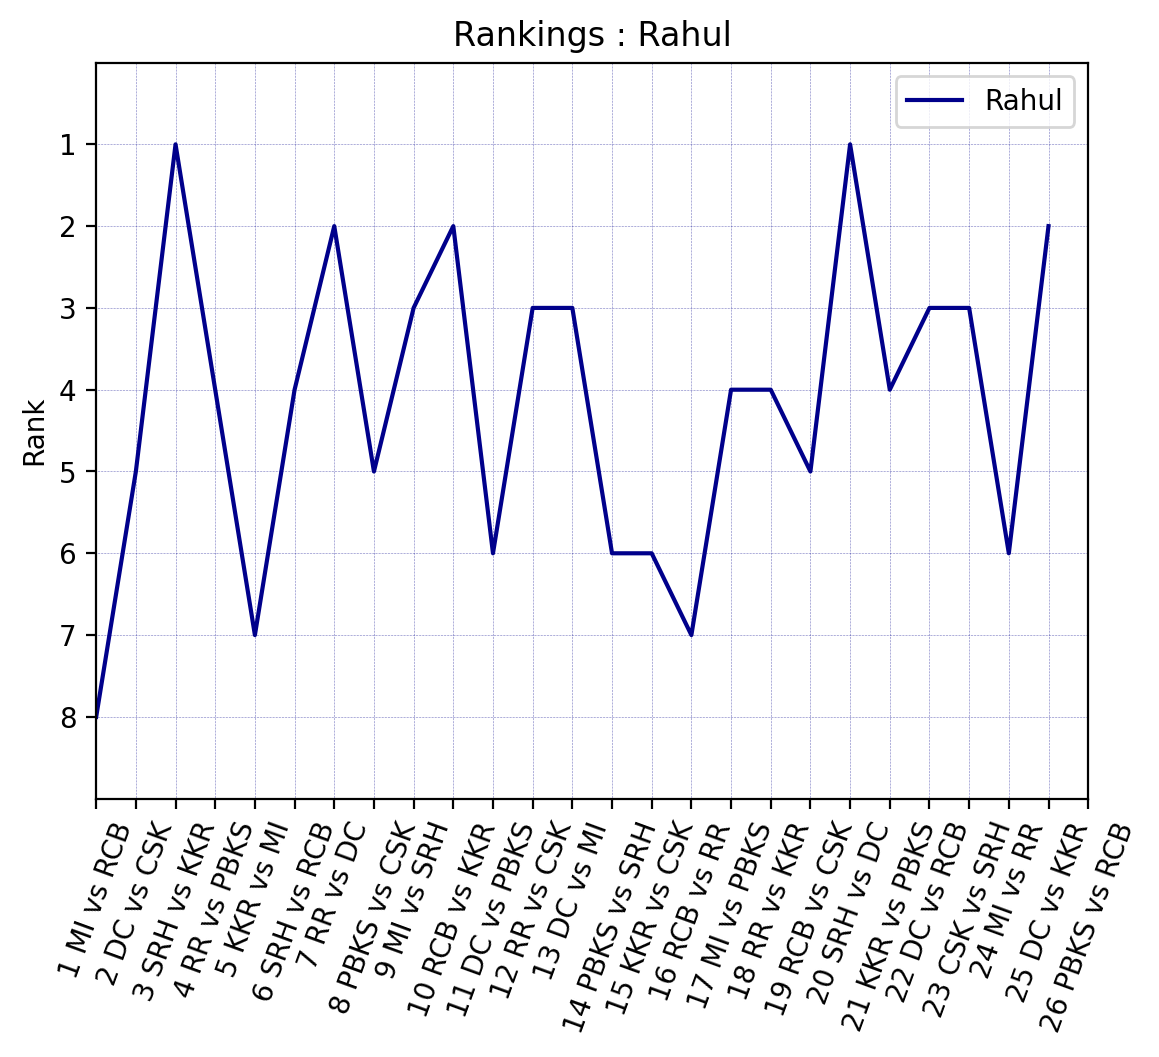 Rankings : Rahul
Rahul
1
2
3
4
5
6
7
8
Rank
1 MI vs RCB
2 DC vs CSK
3 SRH vs KKR
4 RR vs PBKS
5 KKR vs MI
6 SRH vs RCB
7 RR vs DC
8 PBKS vs CSK
9 MI vs SRH
10 RCB vs KKR
11 DC vs PBKS
12 RR vs CSK
13 DC vs MI
14 PBKS vs SRH
15 KKR vs CSK
16 RCB vs RR
17 MI vs PBKS
18 RR vs KKR
19 RCB vs CSK
20 SRH vs DC
21 KKR vs PBKS
22 DC vs RCB
23 CSK vs SRH
24 MI vs RR
25 DC vs KKR
26 PBKS vs RCB